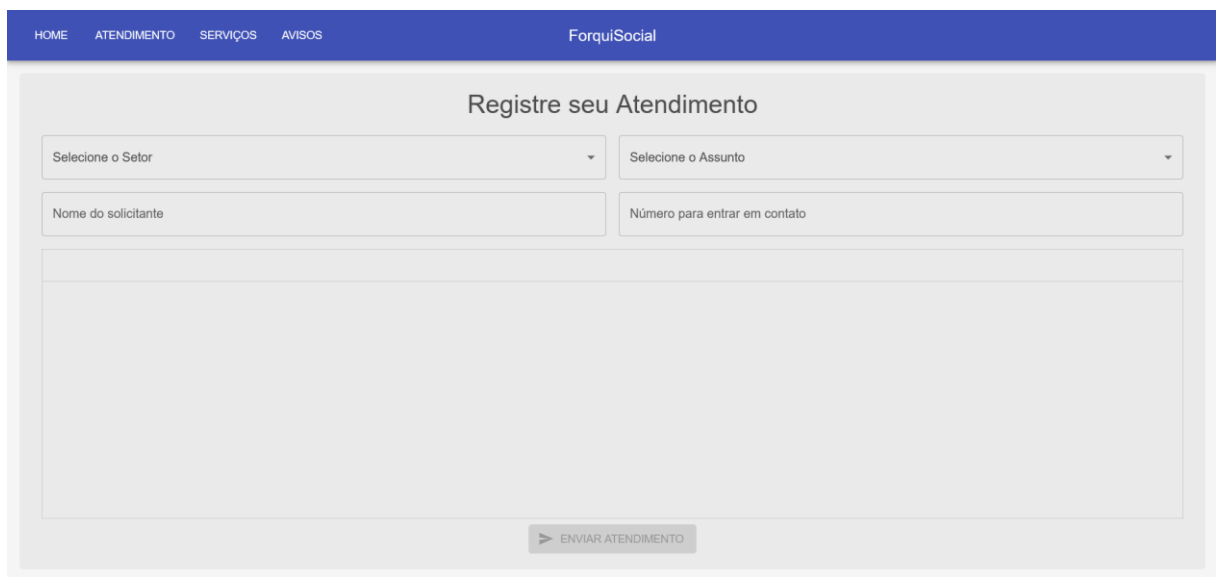 HOME ATENDIMENTO SERVIÇOS AVISOS ForquiSocial
Registre seu Atendimento
Selecione o Setor Selecione o Assunto
Nome do solicitante Número para entrar em contato
ENVIAR ATENDIMENTO